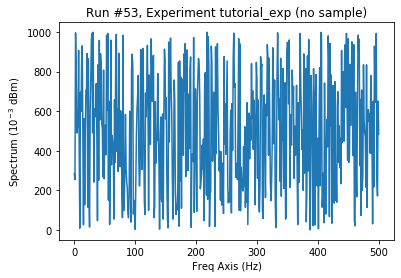 Run #53, Experiment tutorial_exp (no sample)
1000
800
600
400
200
0
Spectrum (10⁻³ dBm)
0 100 200 300 400 500
Freq Axis (Hz)